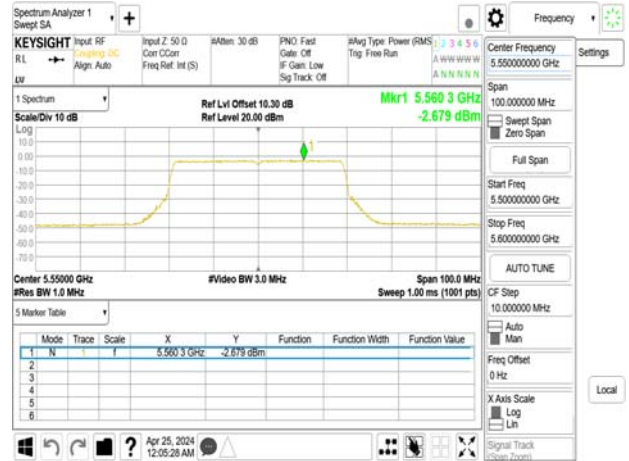 Spectrum Analyzer 1
Swept SA
+
Frequency
KEYSIGHT
RL
Input: RF
Coupling: DC
Align: Auto
Input Z: 50 Ω
Corr CCorr
Freq Ref: Int (S)
#Atten: 30 dB
PNO: Fast
Gate: Off
IF Gain: Low
Sig Track: Off
#Avg Type: Power (RMS
Trig: Free Run
1 2 3 4 5 6
A W W W W W
A N N N N N
1 Spectrum
Scale/Div 10 dB
Ref Lvl Offset 10.30 dB
Ref Level 20.00 dBm
Mkr1 5.560 3 GHz
-2.679 dBm
Log
10.0
0.00
-10.0
-20.0
-30.0
-40.0
-50.0
-60.0
-70.0
1
Center 5.55000 GHz
#Res BW 1.0 MHz
#Video BW 3.0 MHz
Span 100.0 MHz
Sweep 1.00 ms (1001 pts)
5 Marker Table
Mode Trace Scale X Y Function Function Width Function Value
1 N 1 f 5.560 3 GHz -2.679 dBm
2
3
4
5
6
?
Apr 25, 2024
12:05:28 AM
Center Frequency
5.550000000 GHz
Settings
Span
100.000000 MHz
Swept Span
Zero Span
Full Span
Start Freq
5.500000000 GHz
Stop Freq
5.600000000 GHz
AUTO TUNE
CF Step
10.000000 MHz
Auto
Man
Freq Offset
0 Hz
X Axis Scale
Log
Lin
Local
Signal Track
(Span Zoom)